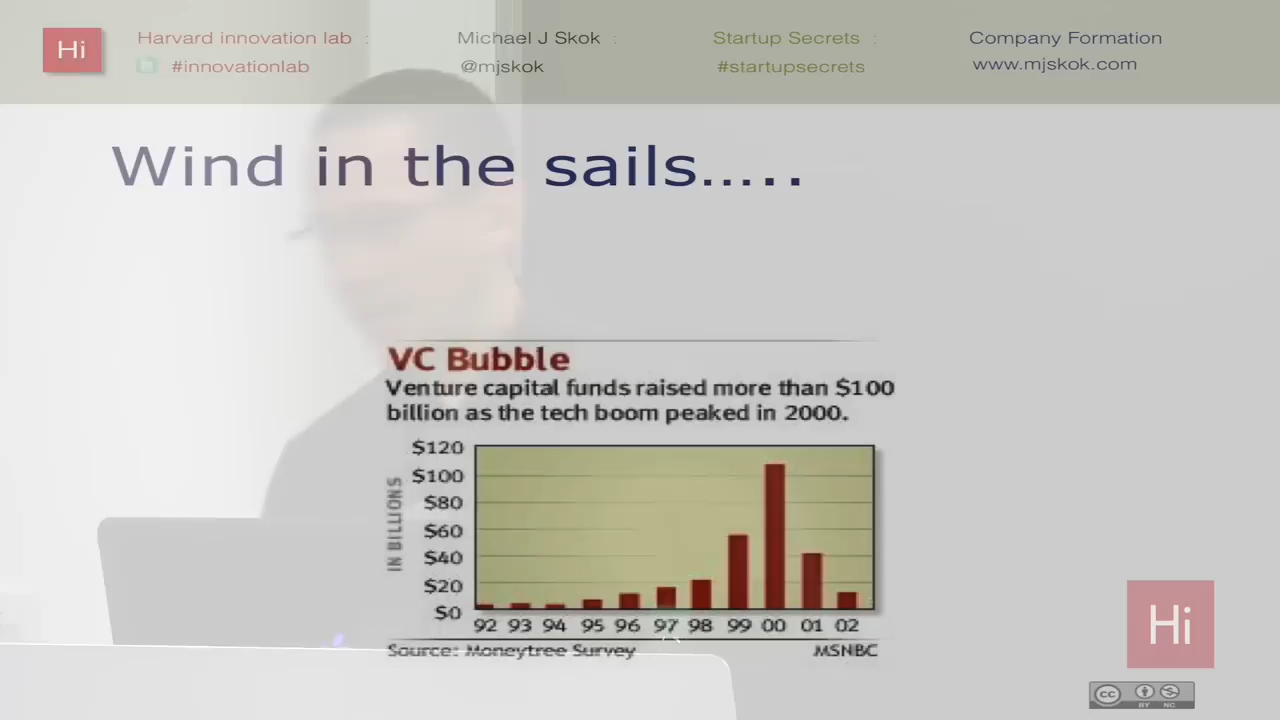 Hi
Harvard innovation lab :
Michael J Skok :
Startup Secrets :
Company Formation
#innovationlab
@mjskok
#startupsecrets
www.mjskok.com
Wind in the sails.....
VC Bubble
Venture capital funds raised more than $100
billion as the tech boom peaked in 2000.
IN BILLIONS
$120
$100
$80
$60
$40
$20
$0
92 93 94 95 96 97 98 99 00 01 02
Source: Moneytree Survey
MSNBC
Hi
cc
BY NC